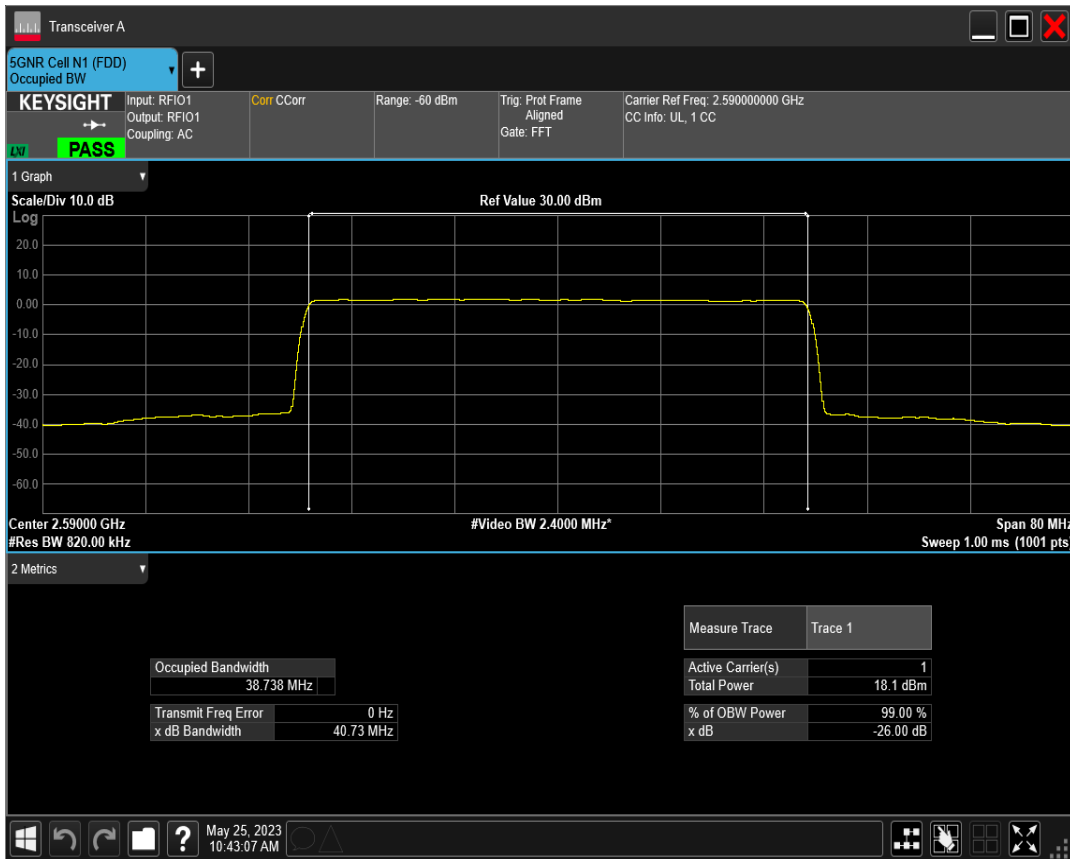 Transceiver A
5GNR Cell N1 (FDD)
Occupied BW
+
KEYSIGHT
LXI
PASS
Input: RFIO1
Output: RFIO1
Coupling: AC
Corr CCorr
Range: -60 dBm
Trig: Prot Frame
Aligned
Gate: FFT
Carrier Ref Freq: 2.590000000 GHz
CC Info: UL, 1 CC
1 Graph
Scale/Div 10.0 dB
Ref Value 30.00 dBm
Log
20.0
10.0
0.00
-10.0
-20.0
-30.0
-40.0
-50.0
-60.0
Center 2.59000 GHz
#Video BW 2.4000 MHz*
Span 80 MHz
#Res BW 820.00 kHz
Sweep 1.00 ms (1001 pts)
2 Metrics
Measure Trace Trace 1
Occupied Bandwidth
38.738 MHz
Active Carrier(s) 1
Total Power 18.1 dBm
Transmit Freq Error 0 Hz
x dB Bandwidth 40.73 MHz
% of OBW Power 99.00 %
x dB -26.00 dB
?
May 25, 2023
10:43:07 AM